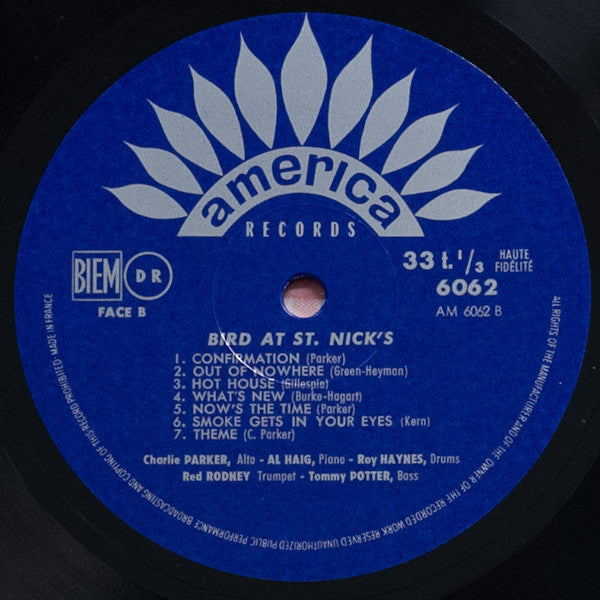 america
RECORDS
BIEM DR
FACE B
33 t. 1/3 HAUTE FIDÉLITÉ
6062
AM 6062 B
BIRD AT ST. NICK'S
1. CONFIRMATION (Parker)
2. OUT OF NOWHERE (Green-Heyman)
3. HOT HOUSE (Gillespie)
4. WHAT'S NEW (Burke-Hagart)
5. NOW'S THE TIME (Parker)
6. SMOKE GETS IN YOUR EYES (Kern)
7. THEME (C. Parker)
Charlie PARKER, Alto - AL HAIG, Piano - Roy HAYNES, Drums
Red RODNEY Trumpet - Tommy POTTER, Bass
ALL RIGHTS OF THE MANUFACTURER AND OF THE OWNER OF THE RECORDED WORK RESERVED UNAUTHORIZED PUBLIC PERFORMANCE BROADCASTING AND COPYING OF THIS RECORD PROHIBITED - MADE IN FRANCE